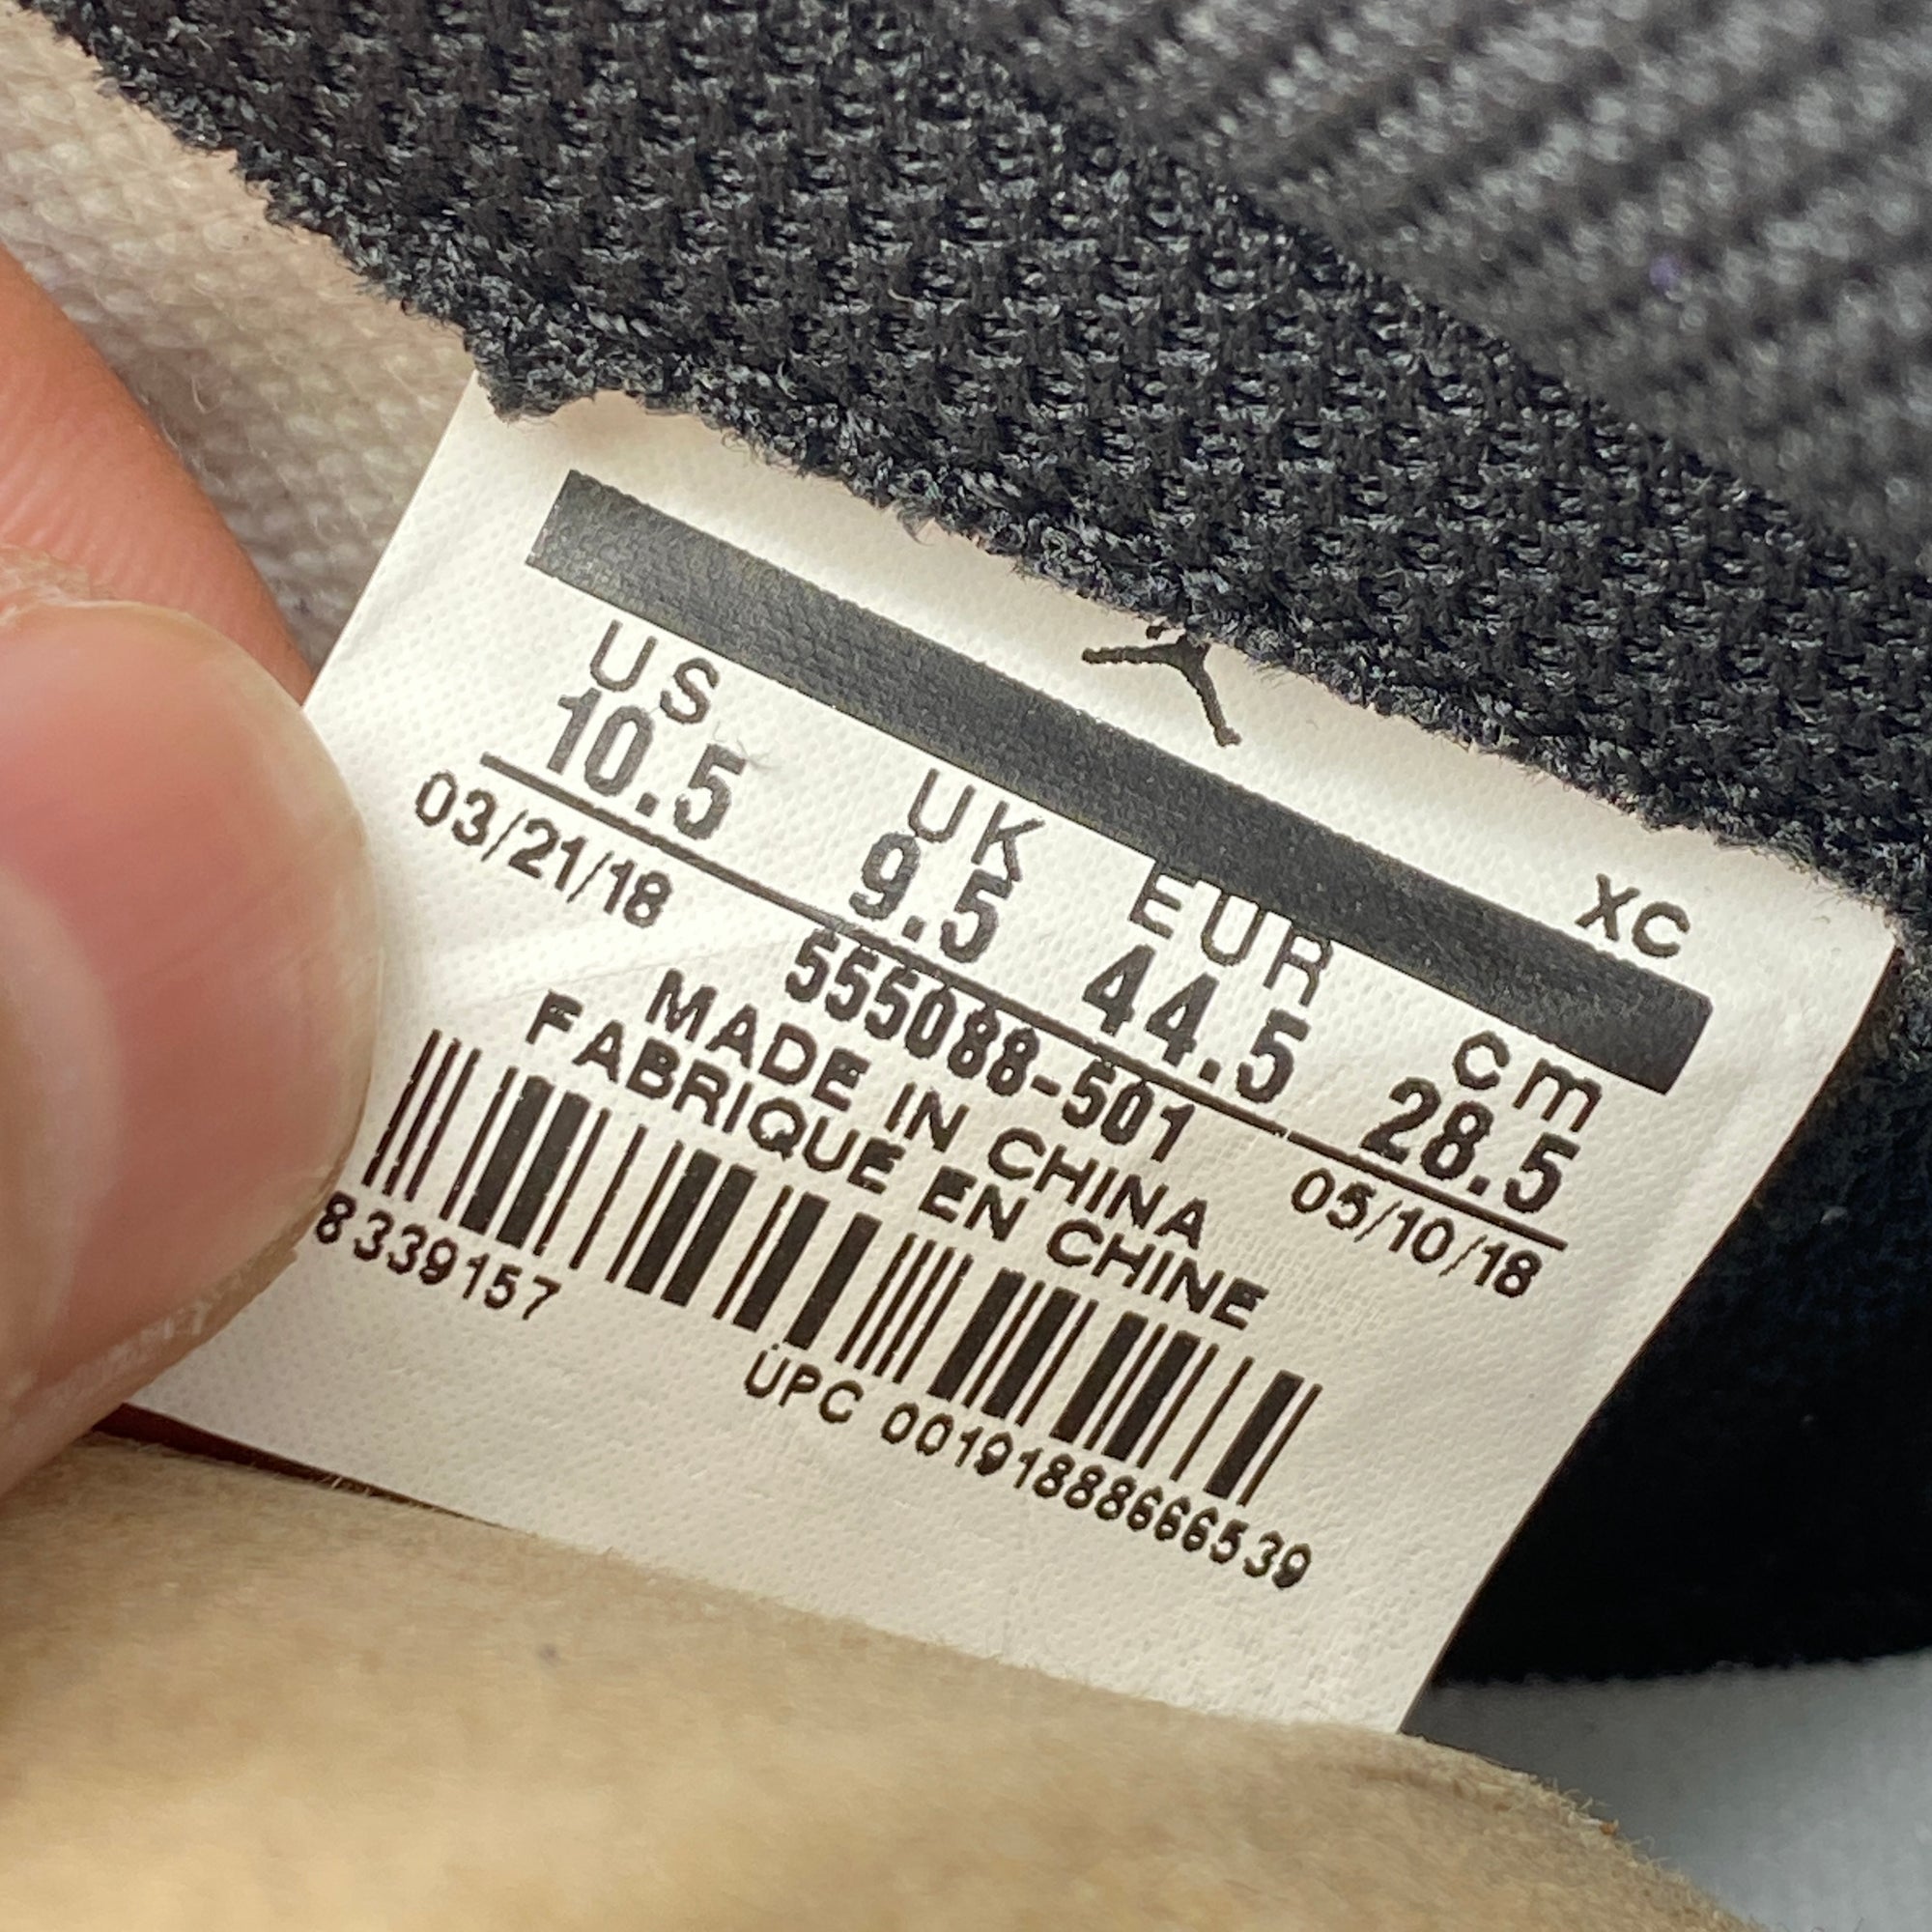 XC
US UK EUR cm
10.5 9.5 44.5 28.5
03/21/18 555088-501 05/10/18
MADE IN CHINA
FABRIQUE EN CHINE
8339157 UPC 00191888666539